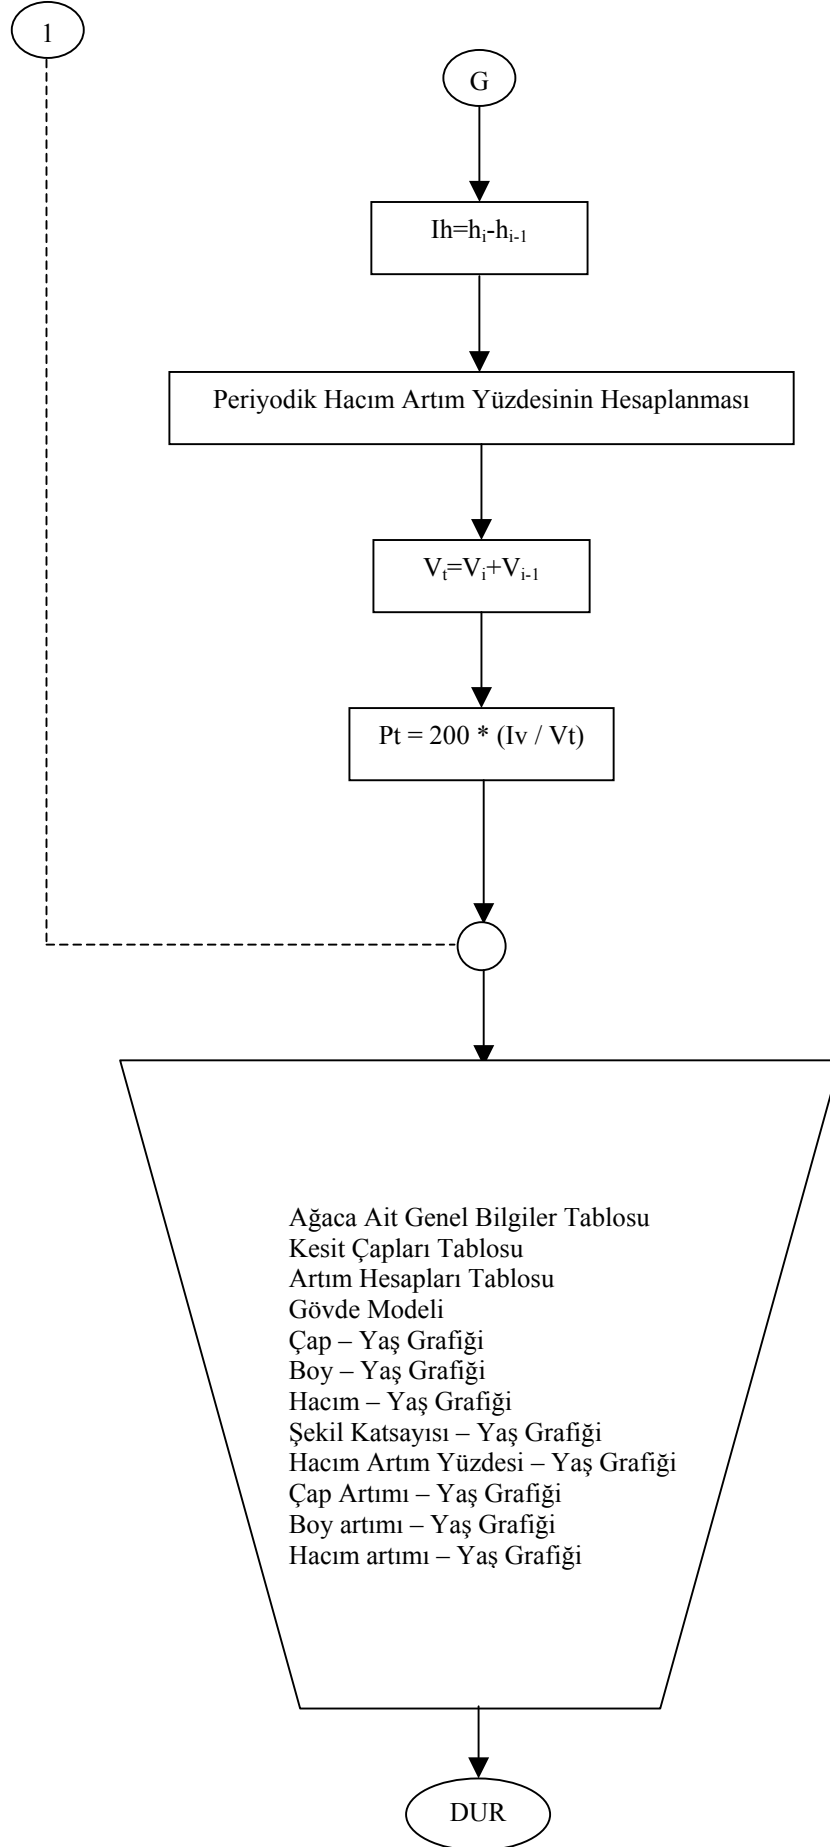 1
G
Ih=hᵢ-hᵢ₋₁
Periyodik Hacım Artım Yüzdesinin Hesaplanması
Vₜ=Vᵢ+Vᵢ₋₁
Pt = 200 * (Iv / Vt)
Ağaca Ait Genel Bilgiler Tablosu
Kesit Çapları Tablosu
Artım Hesapları Tablosu
Gövde Modeli
Çap – Yaş Grafiği
Boy – Yaş Grafiği
Hacım – Yaş Grafiği
Şekil Katsayısı – Yaş Grafiği
Hacım Artım Yüzdesi – Yaş Grafiği
Çap Artımı – Yaş Grafiği
Boy artımı – Yaş Grafiği
Hacım artımı – Yaş Grafiği
DUR